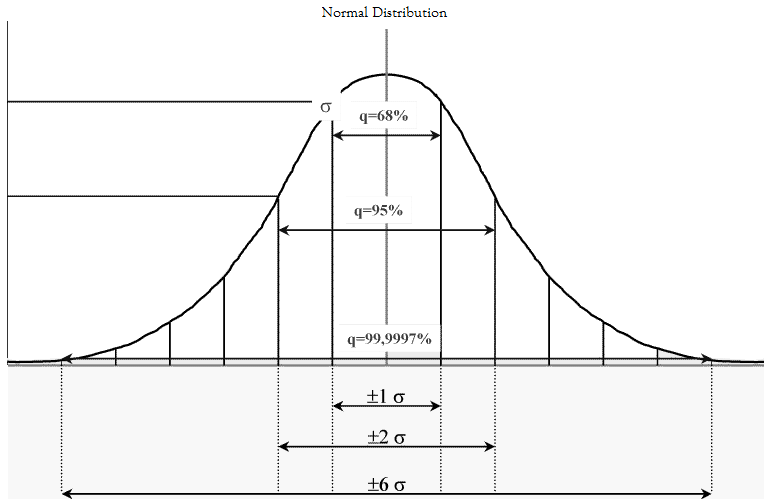 Normal Distribution
σ
q=68%
q=95%
q=99,9997%
±1 σ
±2 σ
±6 σ